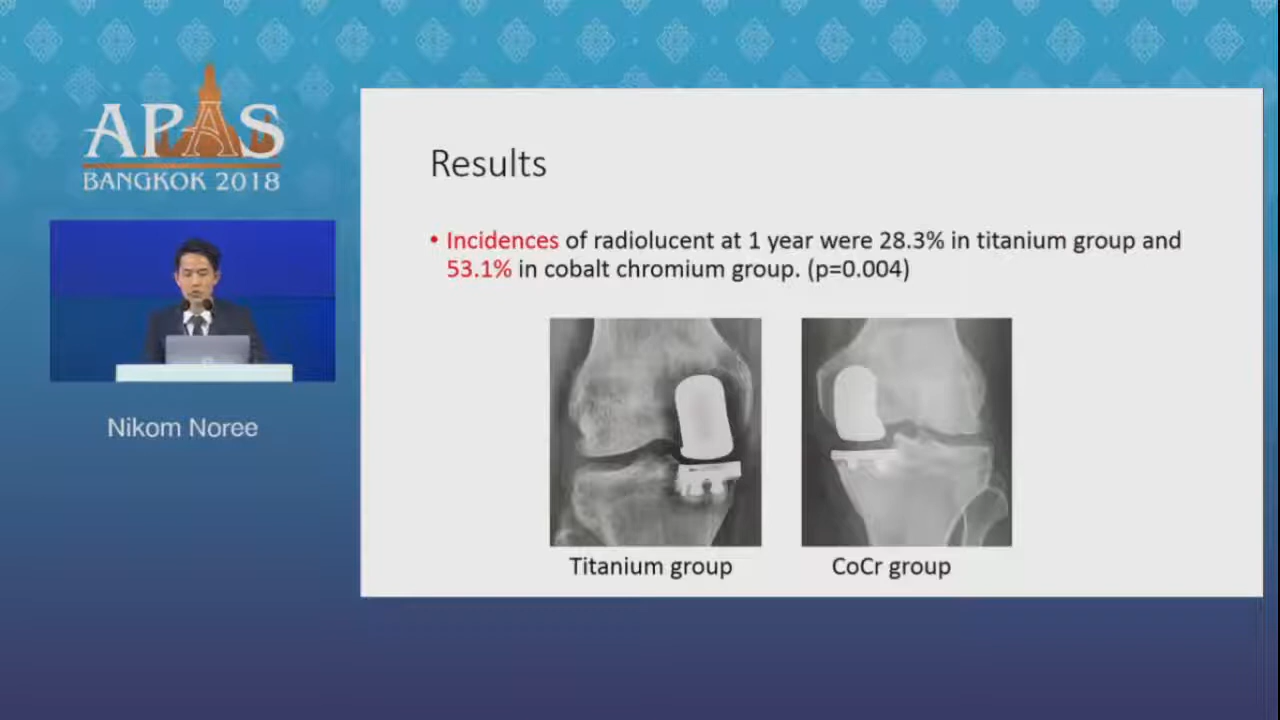 APAS
BANGKOK 2018
Nikom Noree
Results
• Incidences of radiolucent at 1 year were 28.3% in titanium group and
53.1% in cobalt chromium group. (p=0.004)
Titanium group
CoCr group